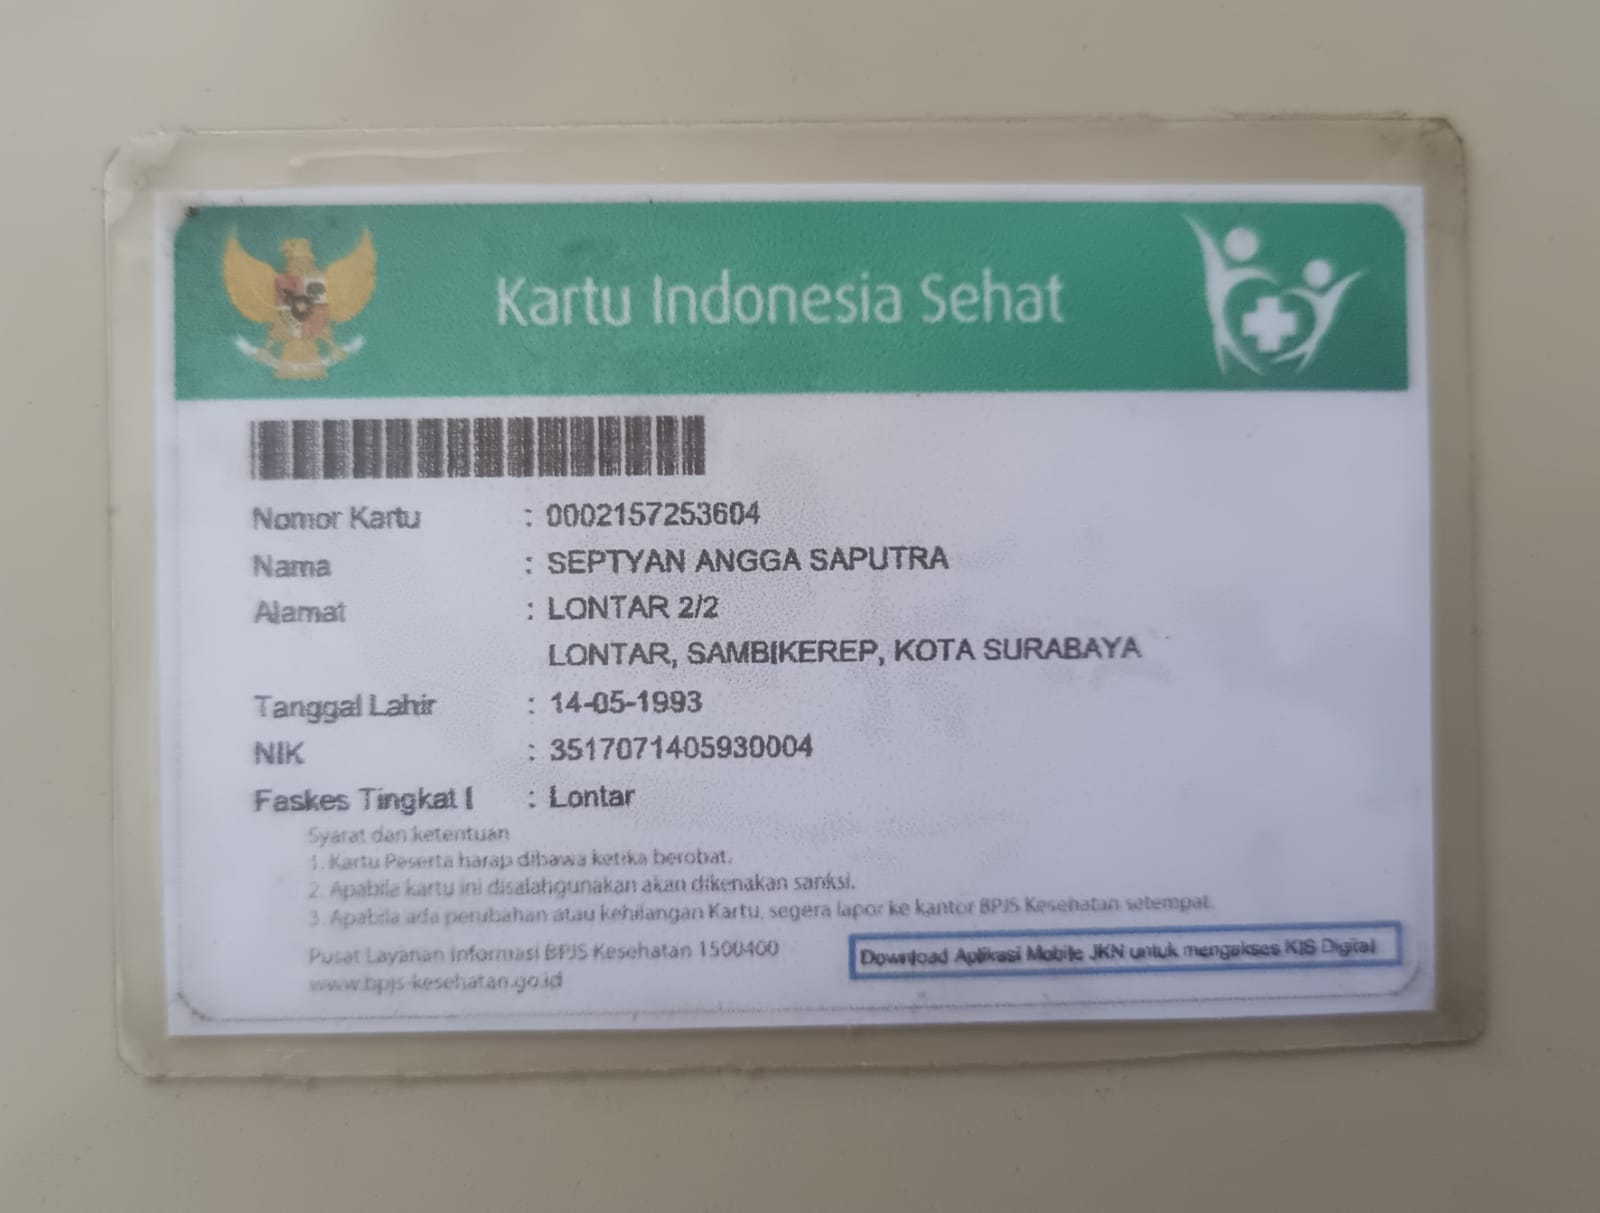 Kartu Indonesia Sehat
Nomor Kartu : 0002157253604
Nama : SEPTYAN ANGGA SAPUTRA
Alamat : LONTAR 2/2
LONTAR, SAMBIKEREP, KOTA SURABAYA
Tanggal Lahir : 14-05-1993
NIK : 3517071405930004
Faskes Tingkat I : Lontar
Syarat dan ketentuan
1. Kartu Peserta harap dibawa ketika berobat.
2. Apabila kartu ini disalahgunakan akan dikenakan sanksi.
3. Apabila ada perubahan atau kehilangan Kartu, segera lapor ke kantor BPJS Kesehatan setempat.
Pusat Layanan Informasi BPJS Kesehatan 1500400
www.bpjs-kesehatan.go.id
Download Aplikasi Mobile JKN untuk mengakses KIS Digital